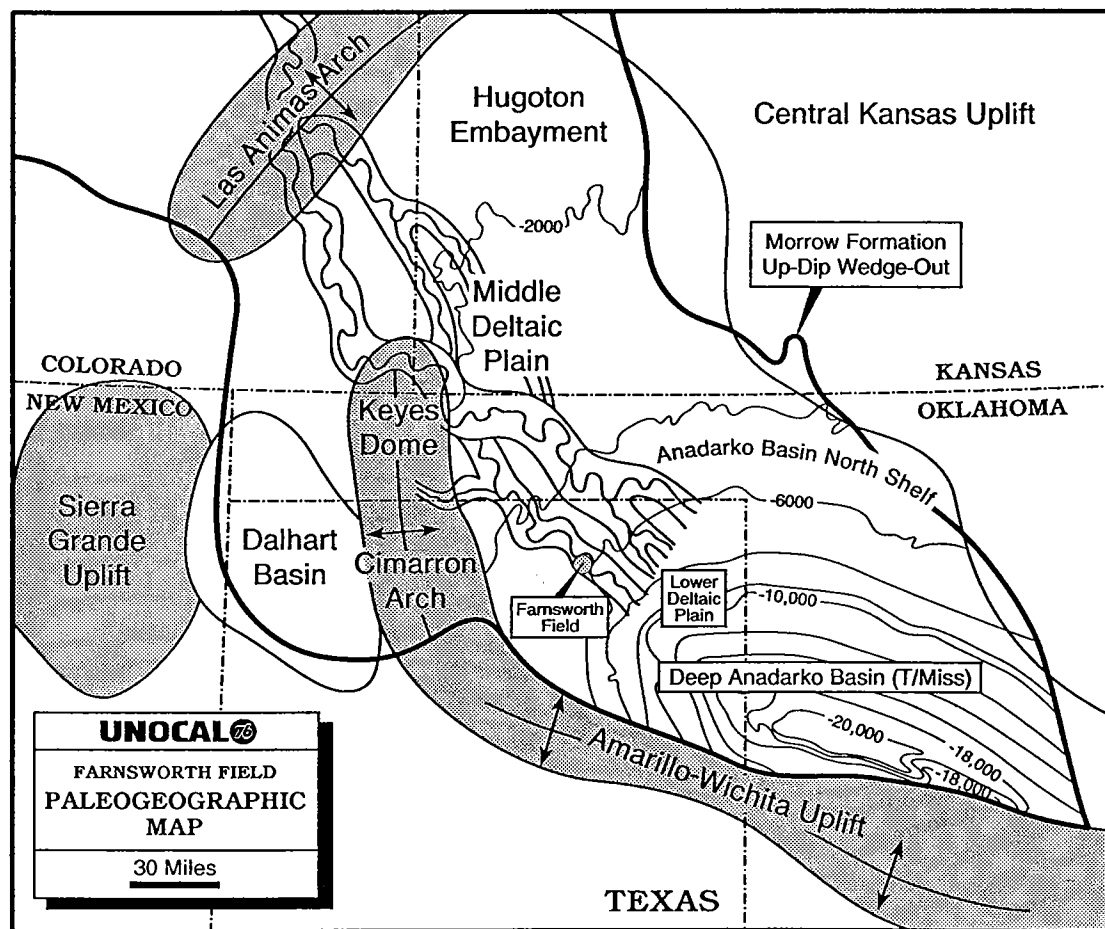 Las Animas Arch
Hugoton
Embayment
Central Kansas Uplift
-2000
Morrow Formation
Up-Dip Wedge-Out
Middle
Deltaic
Plain
COLORADO
NEW MEXICO
KANSAS
OKLAHOMA
Keyes
Dome
Anadarko Basin North Shelf
-6000
Sierra
Grande
Uplift
Dalhart
Basin
Cimarron
Arch
Farnsworth
Field
Lower
Deltaic
Plain
-10,000
Deep Anadarko Basin (T/Miss)
-20,000
-18,000
-18,000
Amarillo-Wichita Uplift
UNOCAL 76
FARNSWORTH FIELD
PALEOGEOGRAPHIC
MAP
30 Miles
TEXAS